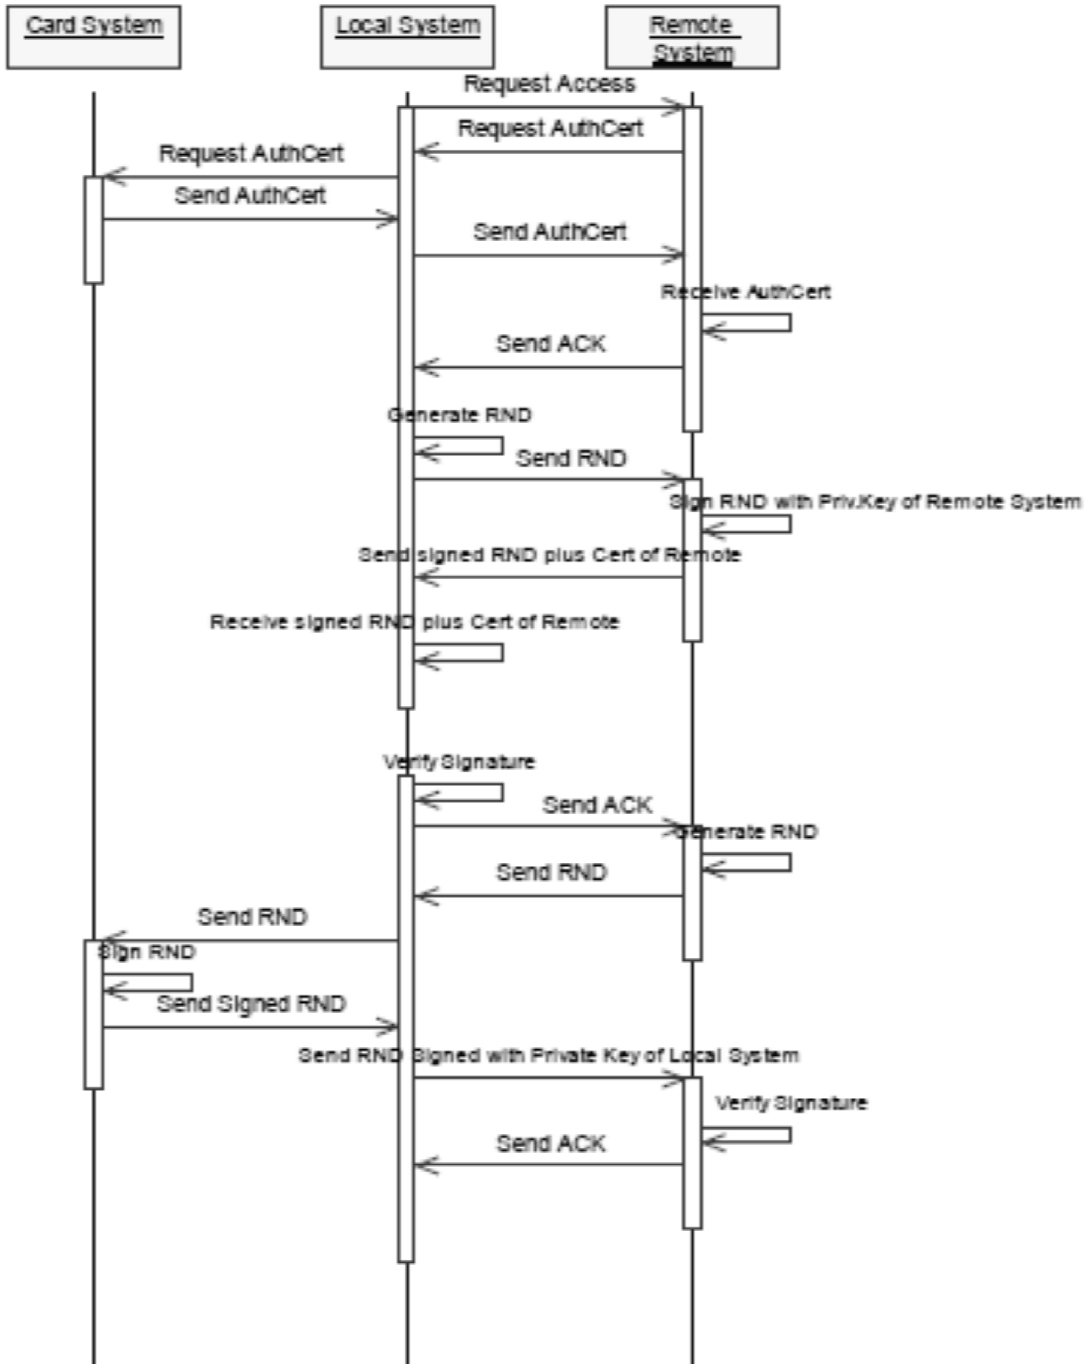 Card System
Local System
Remote
System
Request Access
Request AuthCert
Request AuthCert
Send AuthCert
Send AuthCert
Receive AuthCert
Send ACK
Generate RND
Send RND
Sign RND with Priv.Key of Remote System
Send signed RND plus Cert of Remote
Receive signed RND plus Cert of Remote
Verify Signature
Send ACK
Generate RND
Send RND
Send RND
Sign RND
Send Signed RND
Send RND Signed with Private Key of Local System
Verify Signature
Send ACK